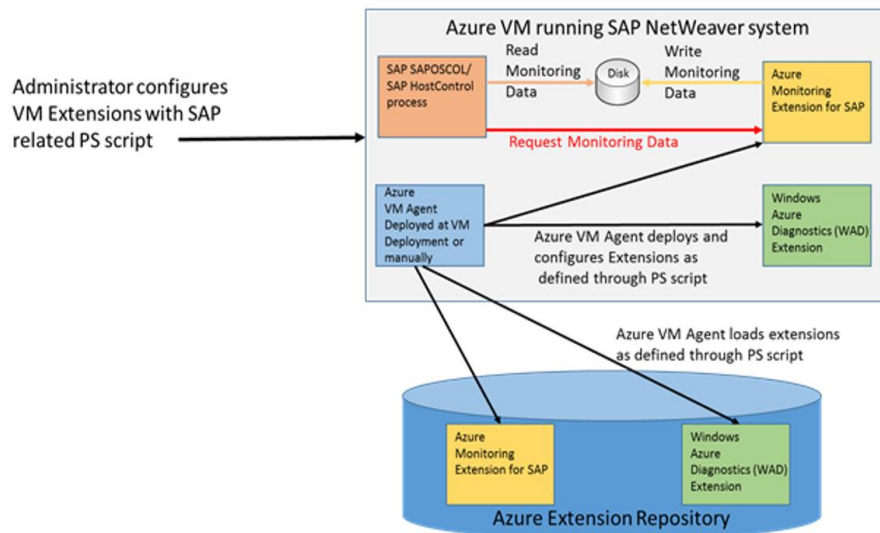 Azure VM running SAP NetWeaver system
Administrator configures
VM Extensions with SAP
related PS script
SAP SAPOSCOL/
SAP HostControl
process
Read
Monitoring
Data
Disk
Write
Monitoring
Data
Azure
Monitoring
Extension for SAP
Request Monitoring Data
Azure
VM Agent
Deployed at VM
Deployment or
manually
Azure VM Agent deploys and
configures Extensions as
defined through PS script
Windows
Azure
Diagnostics (WAD)
Extension
Azure VM Agent loads extensions
as defined through PS script
Azure
Monitoring
Extension for SAP
Windows
Azure
Diagnostics (WAD)
Extension
Azure Extension Repository